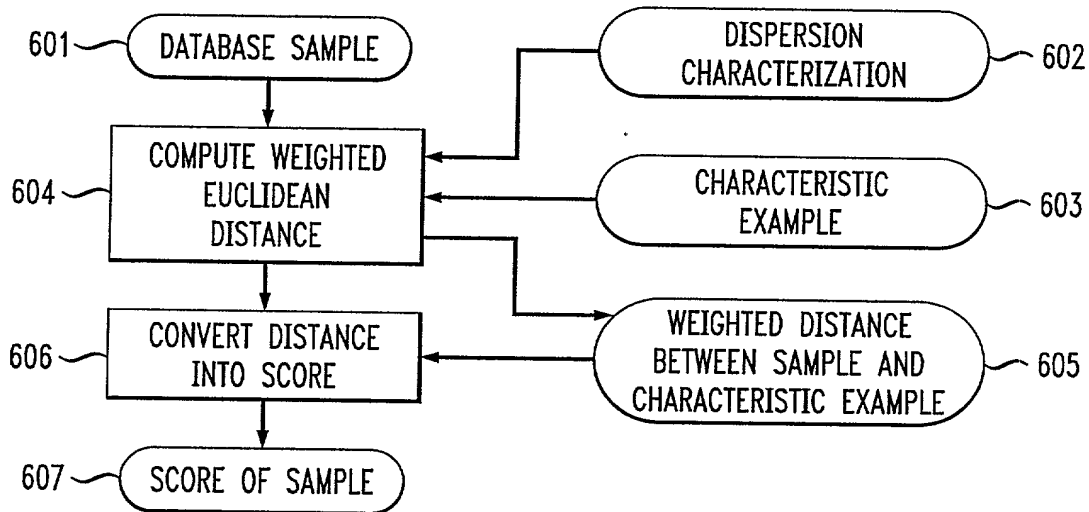 601
DATABASE SAMPLE
DISPERSION
CHARACTERIZATION
602
604
COMPUTE WEIGHTED
EUCLIDEAN
DISTANCE
CHARACTERISTIC
EXAMPLE
603
606
CONVERT DISTANCE
INTO SCORE
WEIGHTED DISTANCE
BETWEEN SAMPLE AND
CHARACTERISTIC EXAMPLE
605
607
SCORE OF SAMPLE